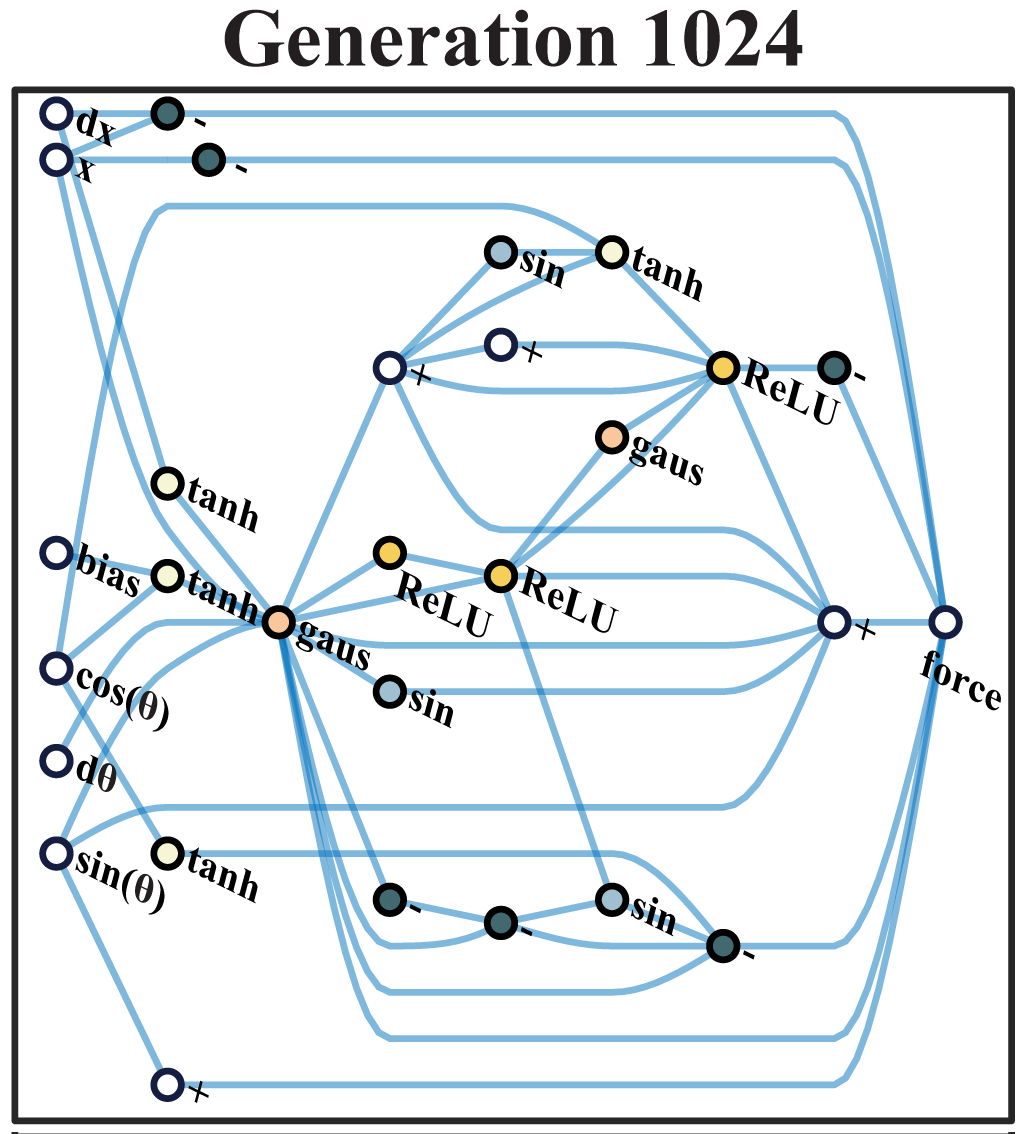 Generation 1024
dx
-
x
-
sin
tanh
+
+
ReLU
-
gaus
tanh
bias
tanh
ReLU
ReLU
gaus
+
force
cos(θ)
sin
dθ
sin(θ)
tanh
-
-
sin
-
+